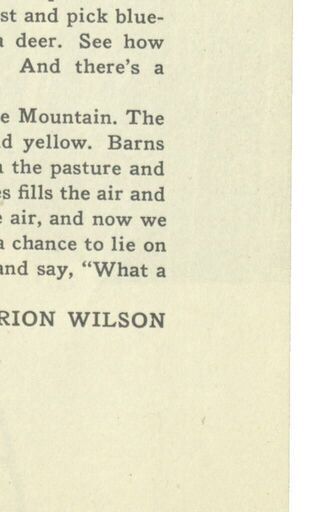 st and pick blue-
deer. See how
And there's a
e Mountain. The
d yellow. Barns
the pasture and
s fills the air and
e air, and now we
a chance to lie on
and say, "What a
RION WILSON